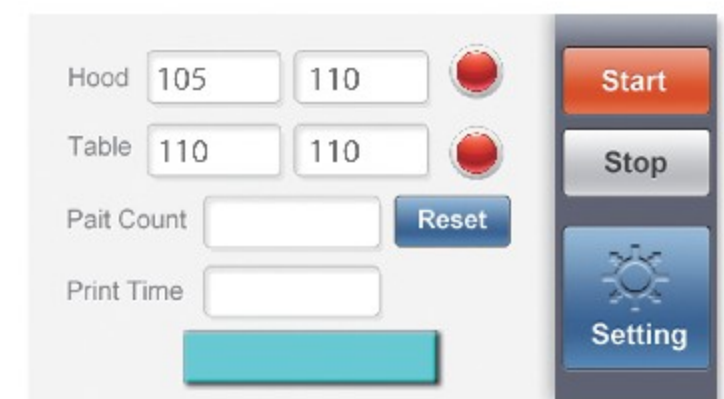 Hood 105 110
Start
Table 110 110
Stop
Pait Count Reset
Print Time
Setting